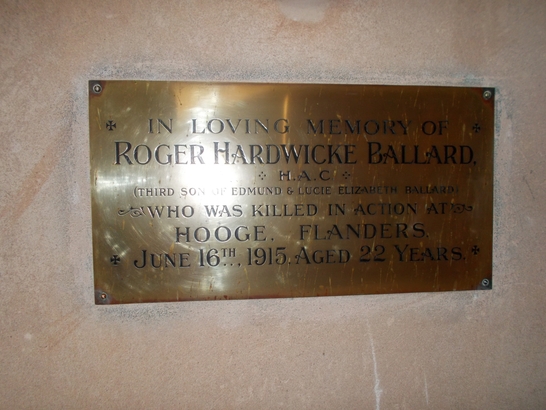 IN LOVING MEMORY OF
ROGER HARDWICKE BALLARD,
H.A.C
(THIRD SON OF EDMUND & LUCIE ELIZABETH BALLARD)
WHO WAS KILLED IN ACTION AT
HOOGE, FLANDERS,
JUNE 16TH, 1915, AGED 22 YEARS.